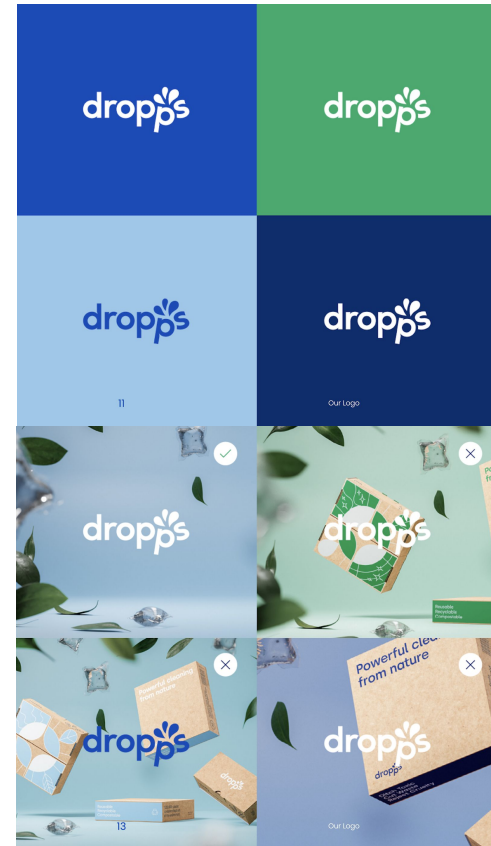 dropps
dropps
dropps
dropps
11
Our Logo
dropps
dropps
Reusable
Recyclable
Compostable
Powerful cleaning
from nature
dropps
dropps
13
Powerful clea
from nature
dropps
dropps
Our Logo